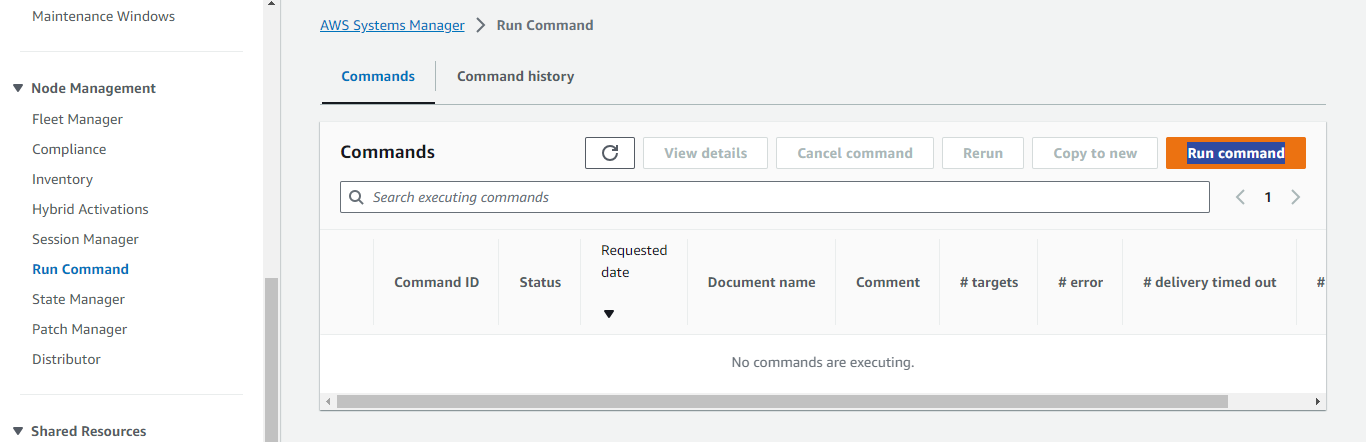 Maintenance Windows
Node Management
Fleet Manager
Compliance
Inventory
Hybrid Activations
Session Manager
Run Command
State Manager
Patch Manager
Distributor
Shared Resources
AWS Systems Manager > Run Command
Commands Command history
Commands View details Cancel command Rerun Copy to new Run command
Search executing commands 1
Command ID Status Requested date Document name Comment # targets # error # delivery timed out #
No commands are executing.